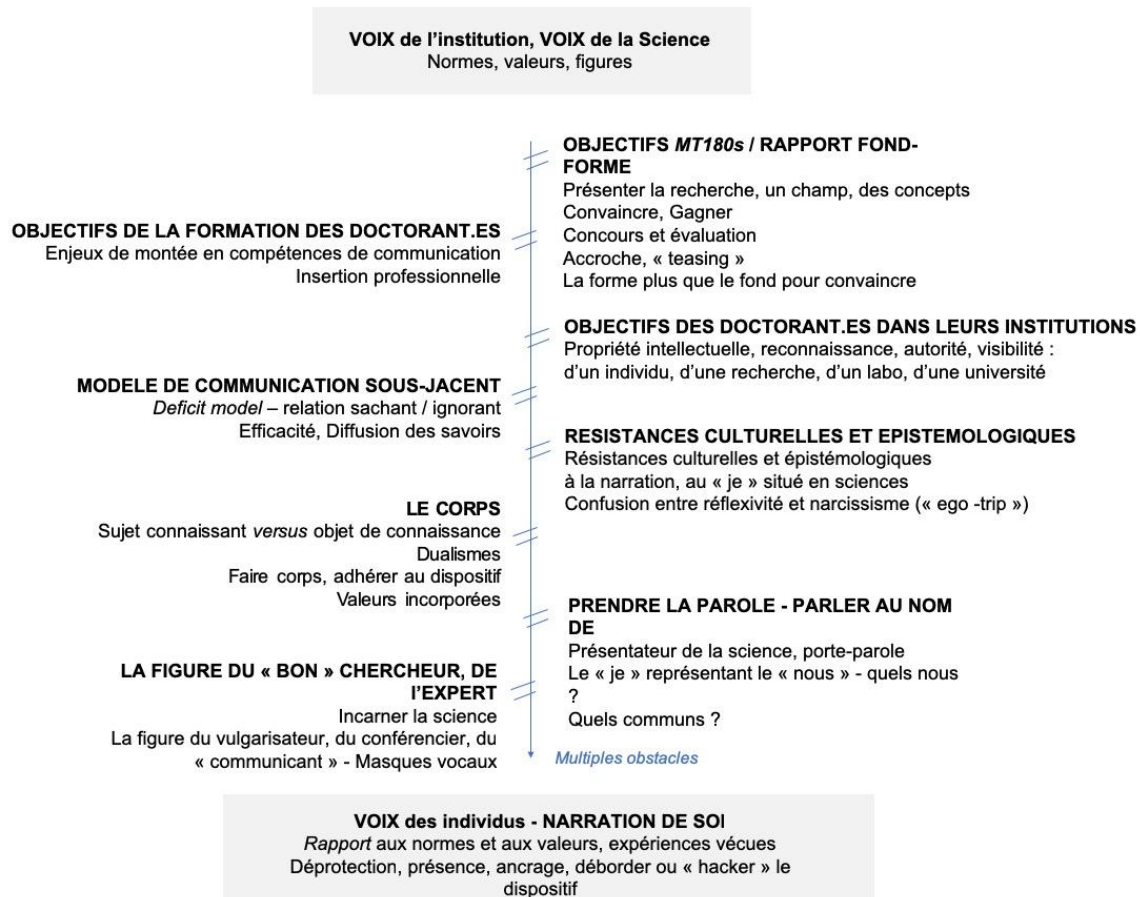 VOIX de l'institution, VOIX de la Science
Normes, valeurs, figures
OBJECTIFS MT180s / RAPPORT FOND-
FORME
Présenter la recherche, un champ, des concepts
Convaincre, Gagner
Concours et évaluation
Accroche, « teasing »
La forme plus que le fond pour convaincre
OBJECTIFS DE LA FORMATION DES DOCTORANT.ES
Enjeux de montée en compétences de communication
Insertion professionnelle
OBJECTIFS DES DOCTORANT.ES DANS LEURS INSTITUTIONS
Propriété intellectuelle, reconnaissance, autorité, visibilité :
d'un individu, d'une recherche, d'un labo, d'une université
MODELE DE COMMUNICATION SOUS-JACENT
Deficit model – relation sachant / ignorant
Efficacité, Diffusion des savoirs
RESISTANCES CULTURELLES ET EPISTEMOLOGIQUES
Résistances culturelles et épistémologiques
à la narration, au « je » situé en sciences
Confusion entre réflexivité et narcissisme (« ego -trip »)
LE CORPS
Sujet connaissant versus objet de connaissance
Dualismes
Faire corps, adhérer au dispositif
Valeurs incorporées
PRENDRE LA PAROLE - PARLER AU NOM
DE
Présentateur de la science, porte-parole
Le « je » représentant le « nous » - quels nous
?
Quels communs ?
LA FIGURE DU « BON » CHERCHEUR, DE
l'EXPERT
Incarner la science
La figure du vulgarisateur, du conférencier, du
« communicant » - Masques vocaux
Multiples obstacles
VOIX des individus - NARRATION DE SOI
Rapport aux normes et aux valeurs, expériences vécues
Déprotection, présence, ancrage, déborder ou « hacker » le
dispositif